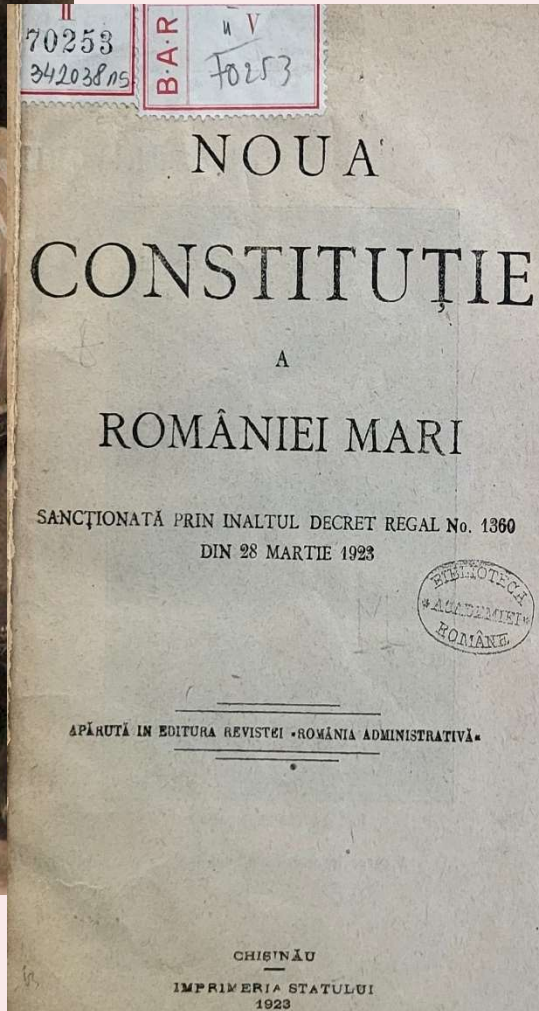 II
70253
342038
B·A·R
II V
70253
NOUA
CONSTITUȚIE
A
ROMÂNIEI MARI
SANCȚIONATĂ PRIN INALTUL DECRET REGAL No. 1360
DIN 28 MARTIE 1923
BIBLIOTECA
*ACADEMIEI*
ROMÂNE
APĂRUTĂ IN EDITURA REVISTEI «ROMÂNIA ADMINISTRATIVĂ»
CHIȘINĂU
IMPRIMERIA STATULUI
1923